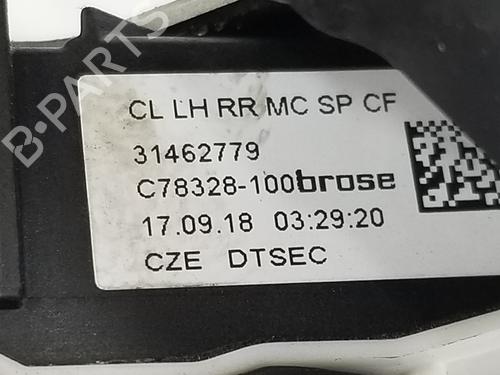 CL LH RR MC SP CF
31462779
C78328-100brose
17.09.18 03:29:20
CZE DTSEC
B-PARTS